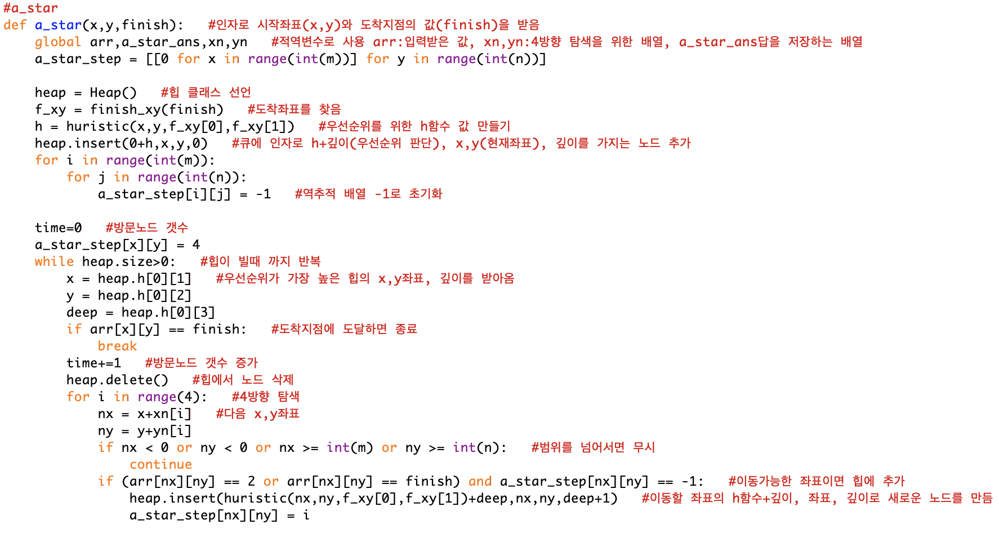 #a_star
def a_star(x,y,finish):   #인자로 시작좌표(x,y)와 도착지점의 값(finish)을 받음
    global arr,a_star_ans,xn,yn   #적역변수로 사용 arr:입력받은 값, xn,yn:4방향 탐색을 위한 배열, a_star_ans답을 저장하는 배열
    a_star_step = [[0 for x in range(int(m))] for y in range(int(n))]
    heap = Heap()   #힙 클래스 선언
    f_xy = finish_xy(finish)   #도착좌표를 찾음
    h = huristic(x,y,f_xy[0],f_xy[1])   #우선순위를 위한 h함수 값 만들기
    heap.insert(0+h,x,y,0)   #큐에 인자로 h+깊이(우선순위 판단), x,y(현재좌표), 깊이를 가지는 노드 추가
    for i in range(int(m)):
        for j in range(int(n)):
            a_star_step[i][j] = -1   #역추적 배열 -1로 초기화
    time=0   #방문노드 갯수
    a_star_step[x][y] = 4
    while heap.size>0:   #힙이 빌때 까지 반복
        x = heap.h[0][1]   #우선순위가 가장 높은 힙의 x,y좌표, 깊이를 받아옴
        y = heap.h[0][2]
        deep = heap.h[0][3]
        if arr[x][y] == finish:   #도착지점에 도달하면 종료
            break
        time+=1   #방문노드 갯수 증가
        heap.delete()   #힙에서 노드 삭제
        for i in range(4):   #4방향 탐색
            nx = x+xn[i]   #다음 x,y좌표
            ny = y+yn[i]
            if nx < 0 or ny < 0 or nx >= int(m) or ny >= int(n):   #범위를 넘어서면 무시
                continue
            if (arr[nx][ny] == 2 or arr[nx][ny] == finish) and a_star_step[nx][ny] == -1:   #이동가능한 좌표이면 힙에 추가
                heap.insert(huristic(nx,ny,f_xy[0],f_xy[1])+deep,nx,ny,deep+1)   #이동할 좌표의 h함수+깊이, 좌표, 깊이로 새로운 노드를 만듬
                a_star_step[nx][ny] = i